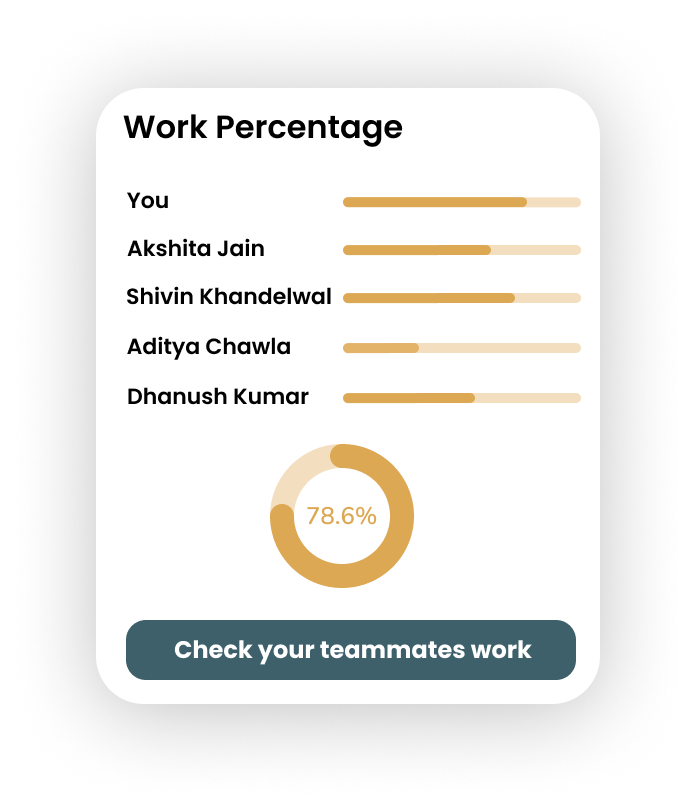 Work Percentage
You
Akshita Jain
Shivin Khandelwal
Aditya Chawla
Dhanush Kumar
78.6%
Check your teammates work